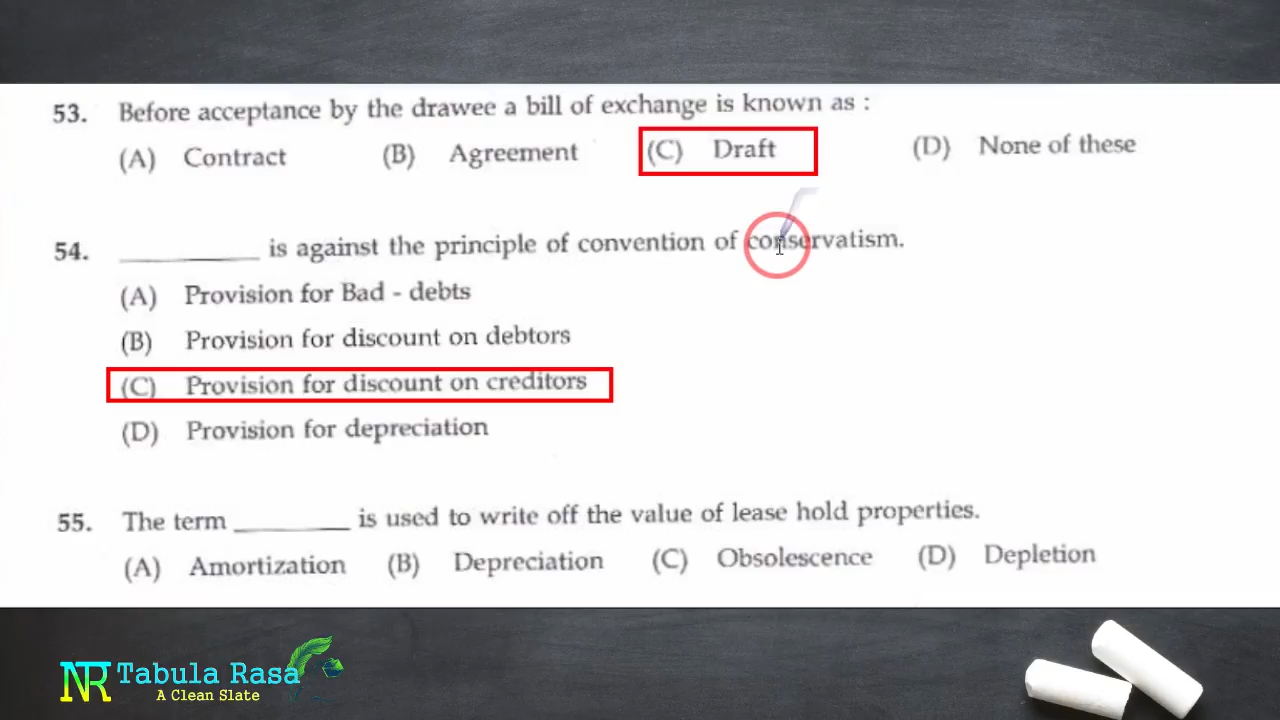 53. Before acceptance by the drawee a bill of exchange is known as :
(A) Contract (B) Agreement (C) Draft (D) None of these
54. __________ is against the principle of convention of conservatism.
(A) Provision for Bad - debts
(B) Provision for discount on debtors
(C) Provision for discount on creditors
(D) Provision for depreciation
55. The term ________ is used to write off the value of lease hold properties.
(A) Amortization (B) Depreciation (C) Obsolescence (D) Depletion
NR Tabula Rasa
A Clean Slate